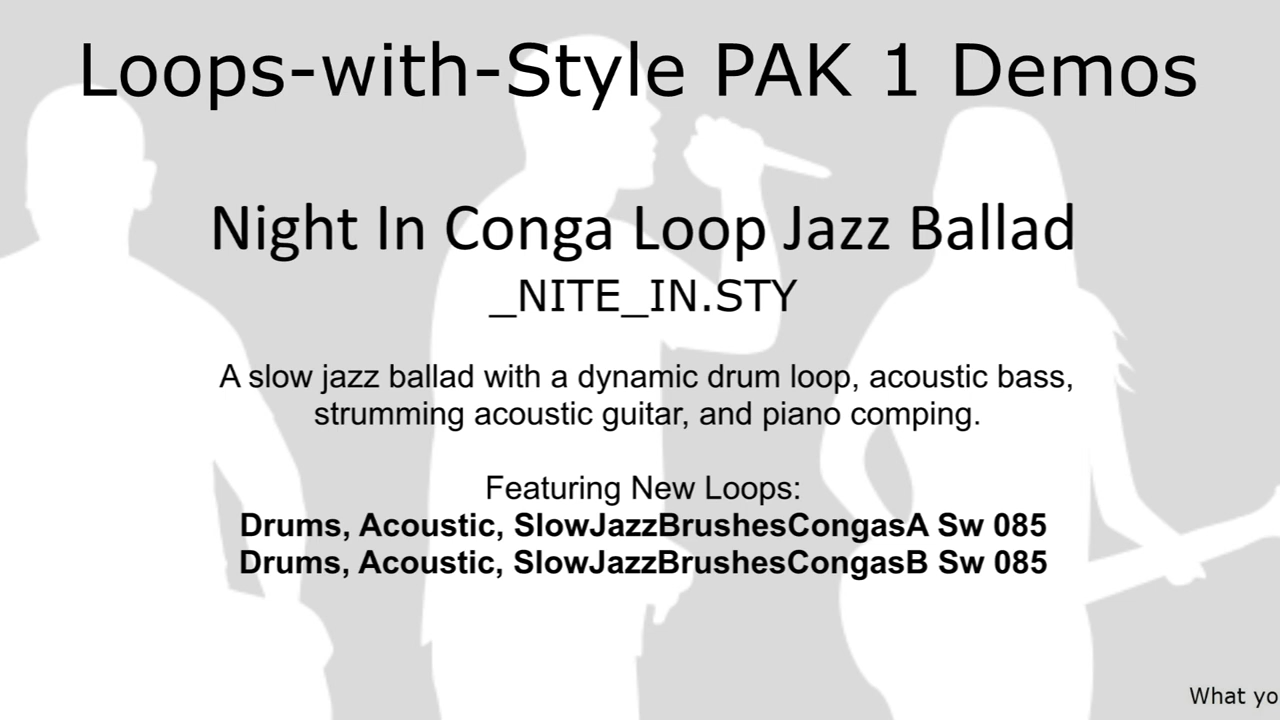 Loops-with-Style PAK 1 Demos
Night In Conga Loop Jazz Ballad
_NITE_IN.STY
A slow jazz ballad with a dynamic drum loop, acoustic bass,
strumming acoustic guitar, and piano comping.
Featuring New Loops:
Drums, Acoustic, SlowJazzBrushesCongasA Sw 085
Drums, Acoustic, SlowJazzBrushesCongasB Sw 085
What yo